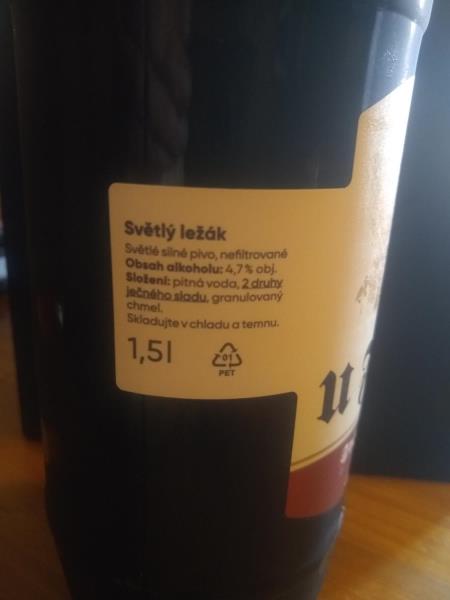 Světlý ležák
Světlé silné pivo, nefiltrované
Obsah alkoholu: 4,7% obj.
Složení: pitná voda, 2 druhy
ječného sladu, granulovaný
chmel.
Skladujte v chladu a temnu.
1,5l
01
PET
u